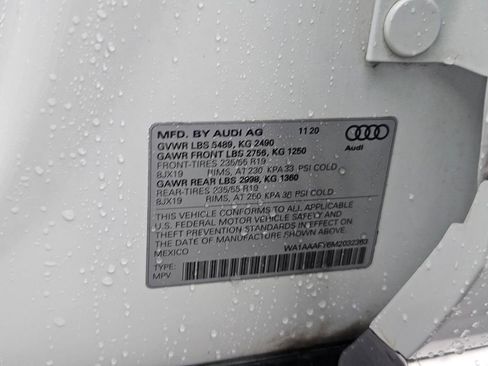 MFD. BY AUDI AG 11 20
GVWR LBS 5489, KG 2490
GAWR FRONT LBS 2756, KG 1250
FRONT-TIRES 235/55 R19
8JX19 RIMS, AT 230 KPA 33 PSI COLD
GAWR REAR LBS 2998, KG 1360
REAR-TIRES 235/55 R19
8JX19 RIMS, AT 250 KPA 36 PSI COLD
THIS VEHICLE CONFORMS TO ALL APPLICABLE
U.S. FEDERAL MOTOR VEHICLE SAFETY AND
THEFT PREVENTION STANDARDS IN EFFECT ON
THE DATE OF MANUFACTURE SHOWN ABOVE
MEXICO WA1AAAFY6M2032363
TYPE:
MPV
Audi